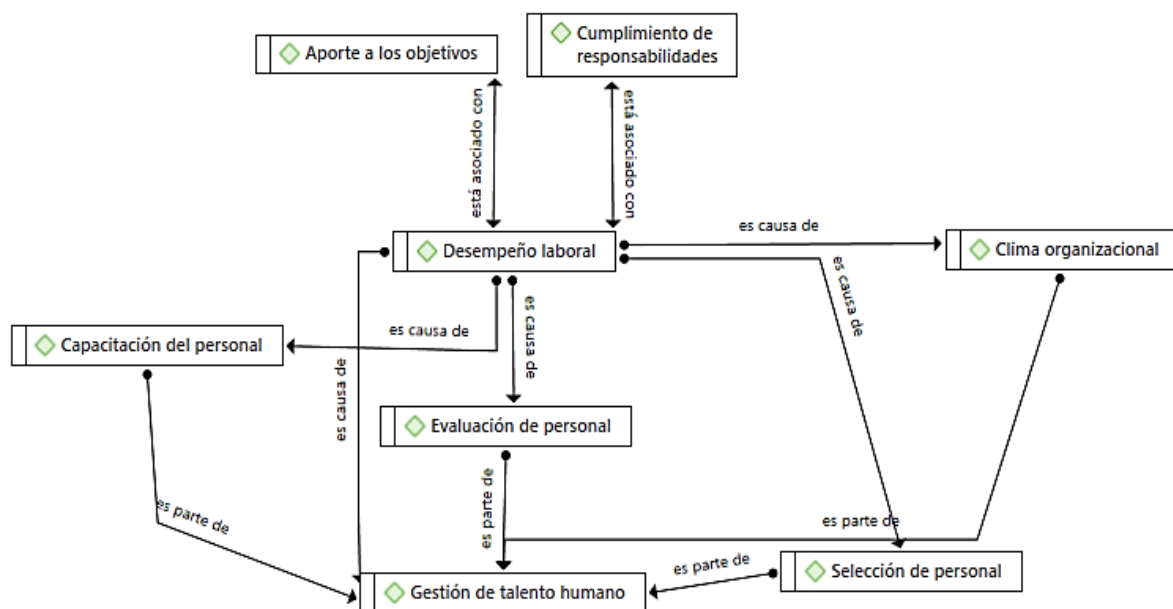 Aporte a los objetivos
Cumplimiento de
responsabilidades
está asociado con
está asociado con
Desempeño laboral
es causa de
Clima organizacional
es causa de
es causa de
es causa de
Capacitación del personal
es causa de
Evaluación de personal
es parte de
es parte de
es parte de
es parte de
Selección de personal
Gestión de talento humano